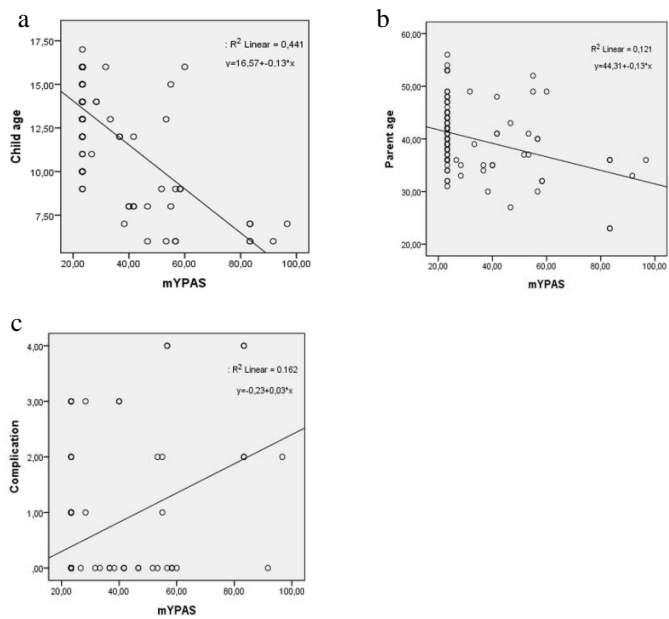 a
: R² Linear = 0,441
y=16,57+-0,13*x
Child age
17,50
15,00
12,50
10,00
7,50
20,00 40,00 60,00 80,00 100,00
mYPAS
b
R² Linear = 0,121
y=44,31+-0,13*x
Parent age
60,00
50,00
40,00
30,00
20,00
20,00 40,00 60,00 80,00 100,00
mYPAS
c
: R² Linear = 0.162
y=-0,23+0,03*x
Complication
4,00
3,00
2,00
1,00
,00
20,00 40,00 60,00 80,00 100,00
mYPAS